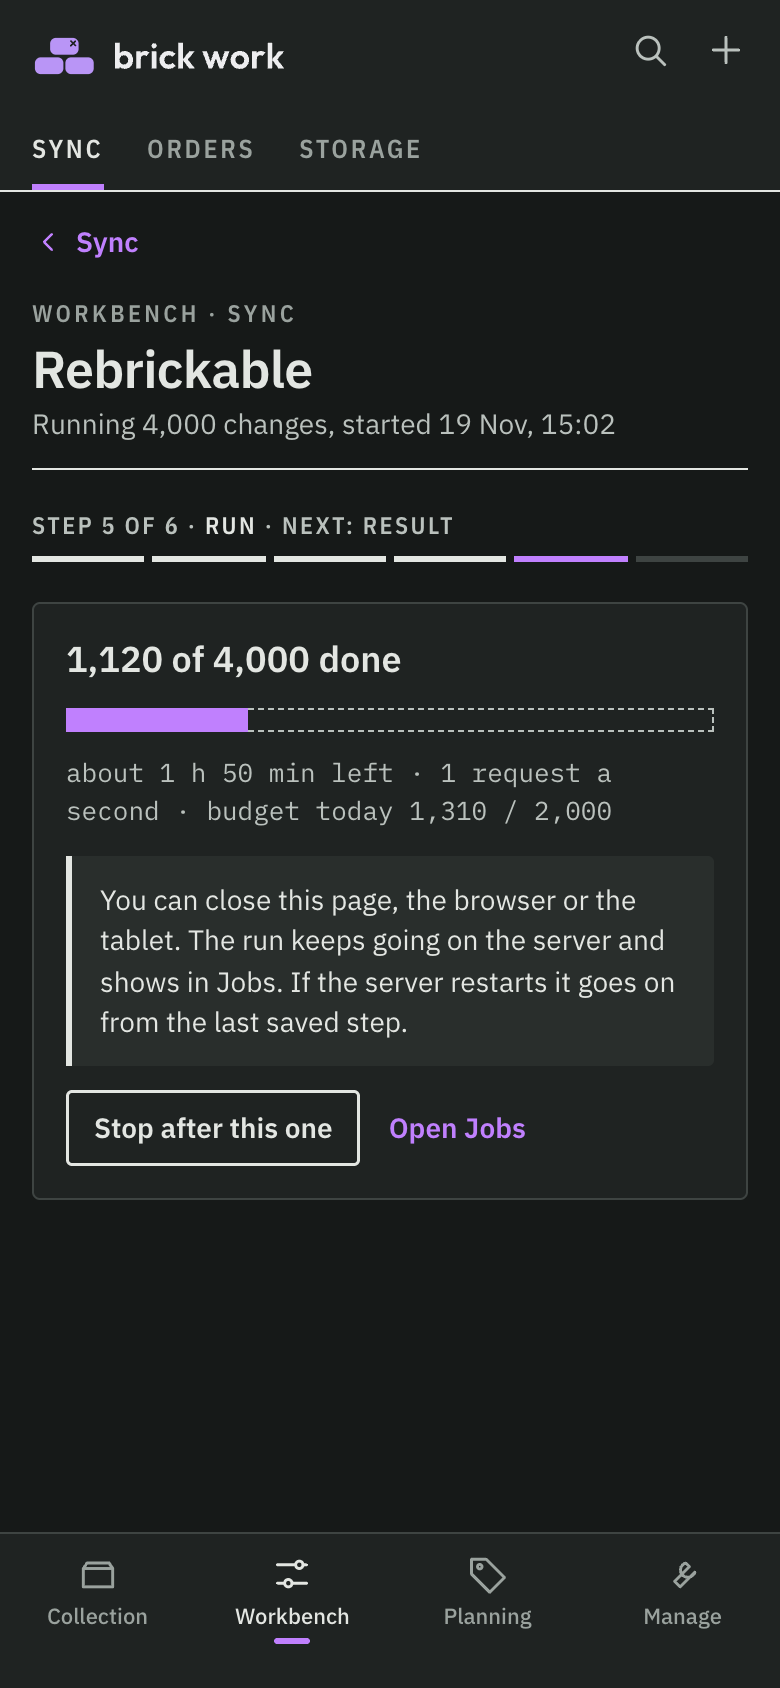 brick work
SYNC ORDERS STORAGE
Sync
WORKBENCH · SYNC
Rebrickable
Running 4,000 changes, started 19 Nov, 15:02
STEP 5 OF 6 · RUN · NEXT: RESULT
1,120 of 4,000 done
about 1 h 50 min left · 1 request a
second · budget today 1,310 / 2,000
You can close this page, the browser or the
tablet. The run keeps going on the server and
shows in Jobs. If the server restarts it goes on
from the last saved step.
Stop after this one Open Jobs
Collection Workbench Planning Manage